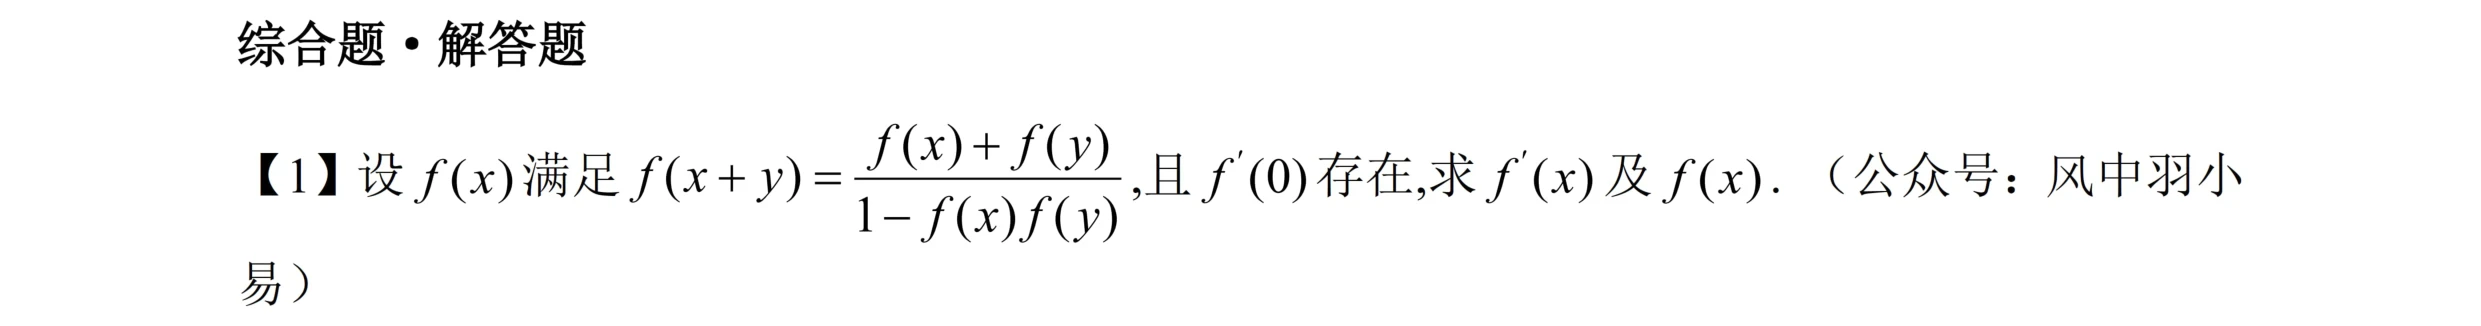 综合题·解答题
【1】设 f(x) 满足 f(x+y) = \frac{f(x)+f(y)}{1-f(x)f(y)},且 f'(0) 存在,求 f'(x) 及 f(x). （公众号：风中羽小
易）